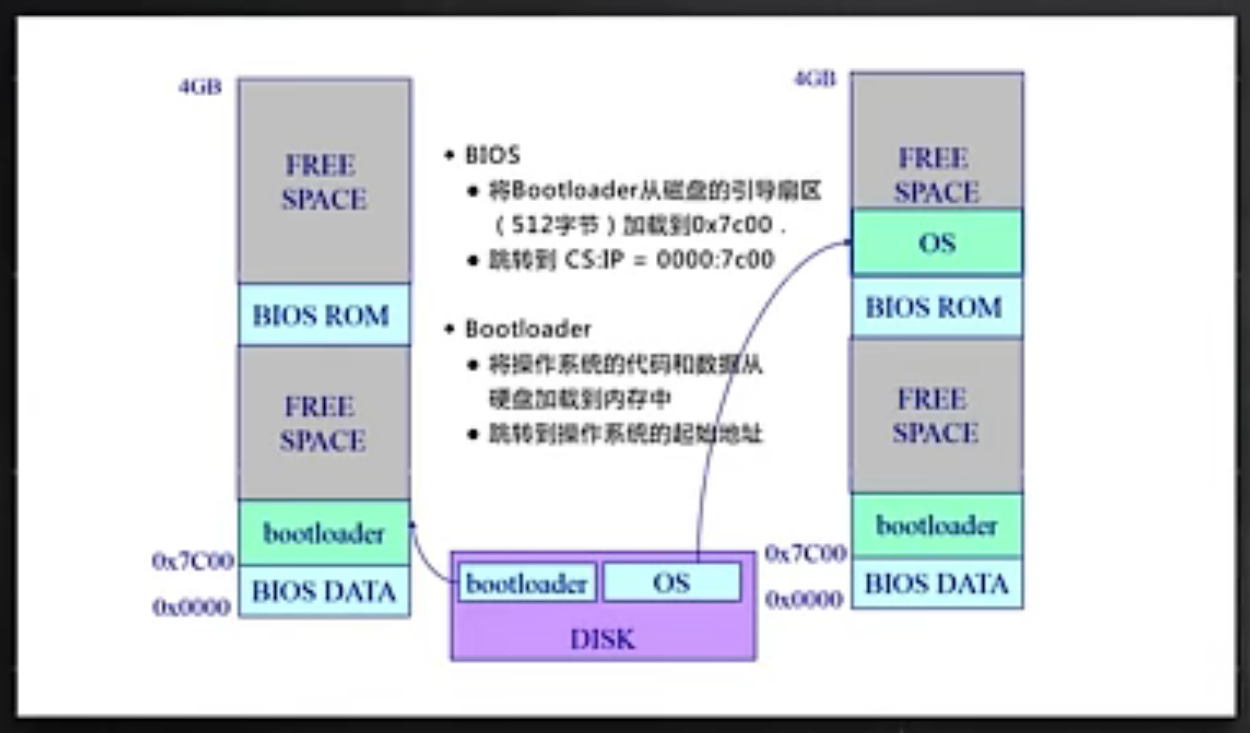 4GB
FREE
SPACE
BIOS ROM
FREE
SPACE
bootloader
0x7C00
BIOS DATA
0x0000
• BIOS
• 将Bootloader从磁盘的引导扇区
（512字节）加载到0x7c00．
• 跳转到 CS:IP = 0000:7c00
• Bootloader
• 将操作系统的代码和数据从
硬盘加载到内存中
• 跳转到操作系统的起始地址
bootloader
OS
DISK
4GB
FREE
SPACE
OS
BIOS ROM
FREE
SPACE
bootloader
0x7C00
BIOS DATA
0x0000